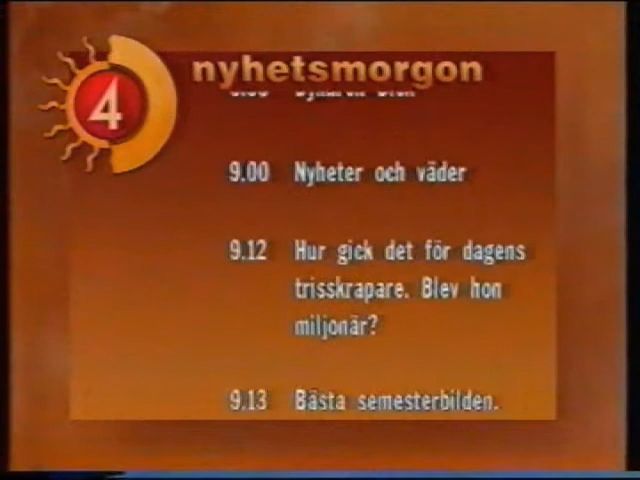 4
nyhetsmorgon
9.00 Nyheter och väder
9.12 Hur gick det för dagens
trisskrapare. Blev hon
miljonär?
9.13 Bästa semesterbilden.